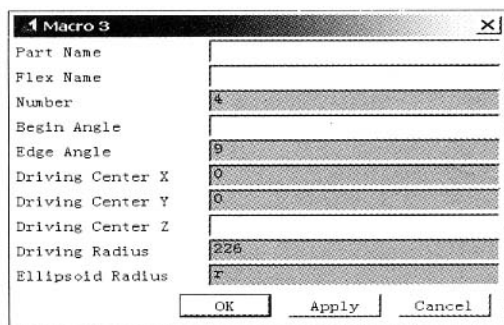 Macro 3
Part Name
Flex Name
Number 4
Begin Angle
Edge Angle 9
Driving Center X 0
Driving Center Y 0
Driving Center Z
Driving Radius 226
Ellipsoid Radius r
OK Apply Cancel